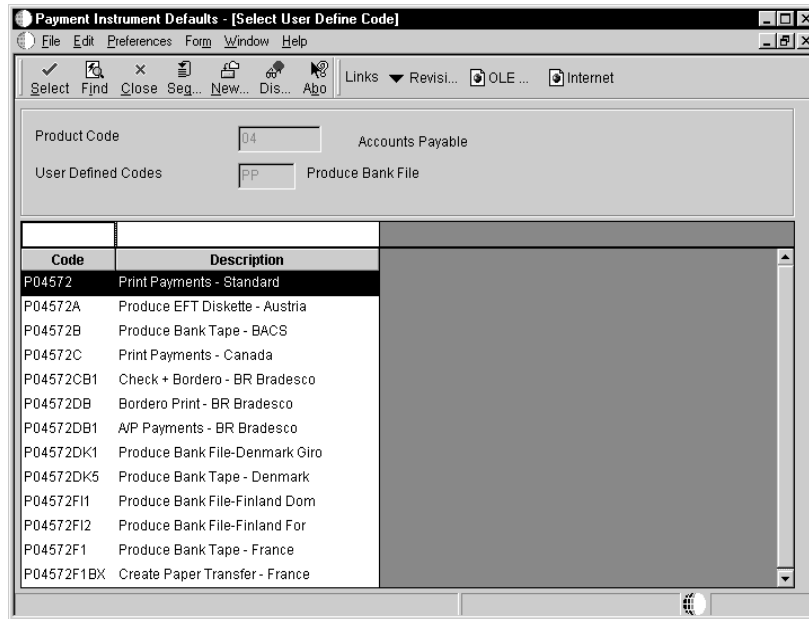 Payment Instrument Defaults - [Select User Define Code]
File Edit Preferences Form Window Help
Select Find Close Seq... New... Dis... Abo Links Revisi... OLE ... Internet
Product Code 04 Accounts Payable
User Defined Codes PP Produce Bank File
Code Description
P04572 Print Payments - Standard
P04572A Produce EFT Diskette - Austria
P04572B Produce Bank Tape - BACS
P04572C Print Payments - Canada
P04572CB1 Check + Bordero - BR Bradesco
P04572DB Bordero Print - BR Bradesco
P04572DB1 A/P Payments - BR Bradesco
P04572DK1 Produce Bank File-Denmark Giro
P04572DK5 Produce Bank Tape - Denmark
P04572FI1 Produce Bank File-Finland Dom
P04572FI2 Produce Bank File-Finland For
P04572F1 Produce Bank Tape - France
P04572F1BX Create Paper Transfer - France